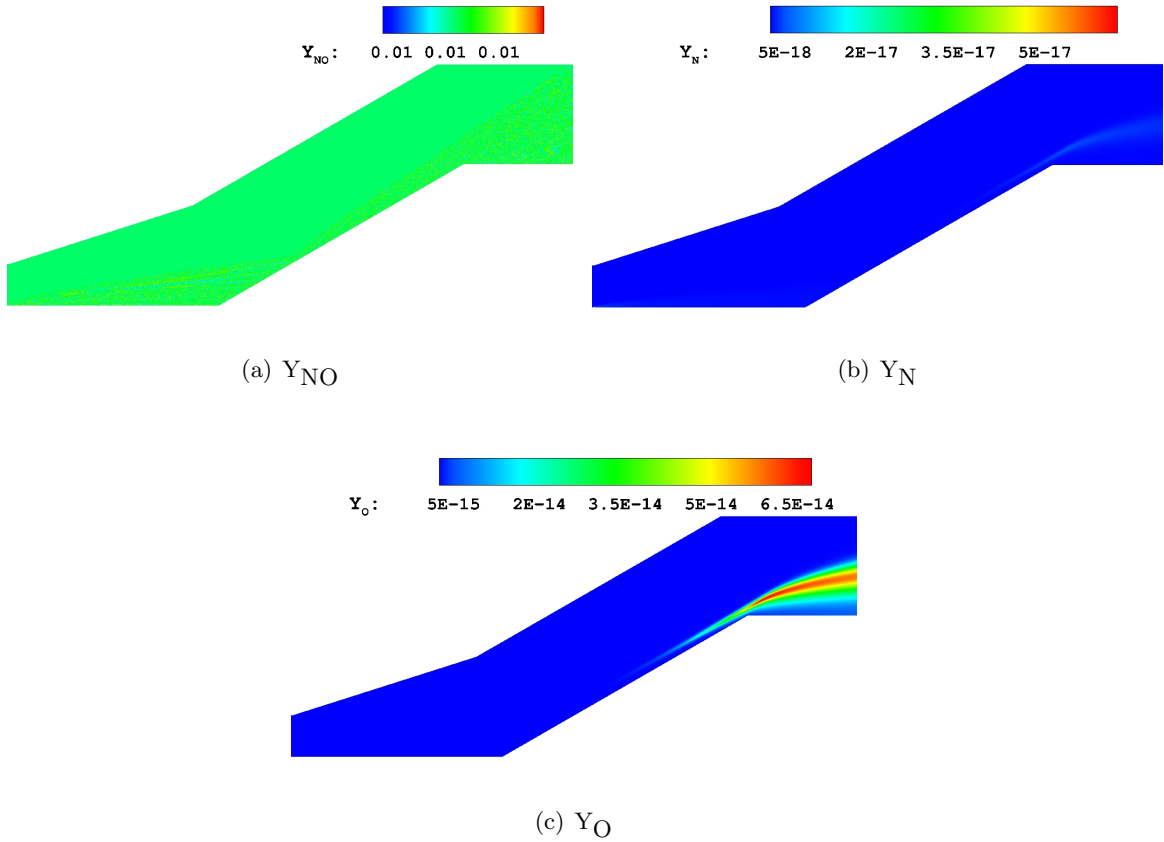 Y_NO: 0.01 0.01 0.01
Y_N: 5E-18 2E-17 3.5E-17 5E-17
(a) Y_NO
(b) Y_N
Y_O: 5E-15 2E-14 3.5E-14 5E-14 6.5E-14
(c) Y_O